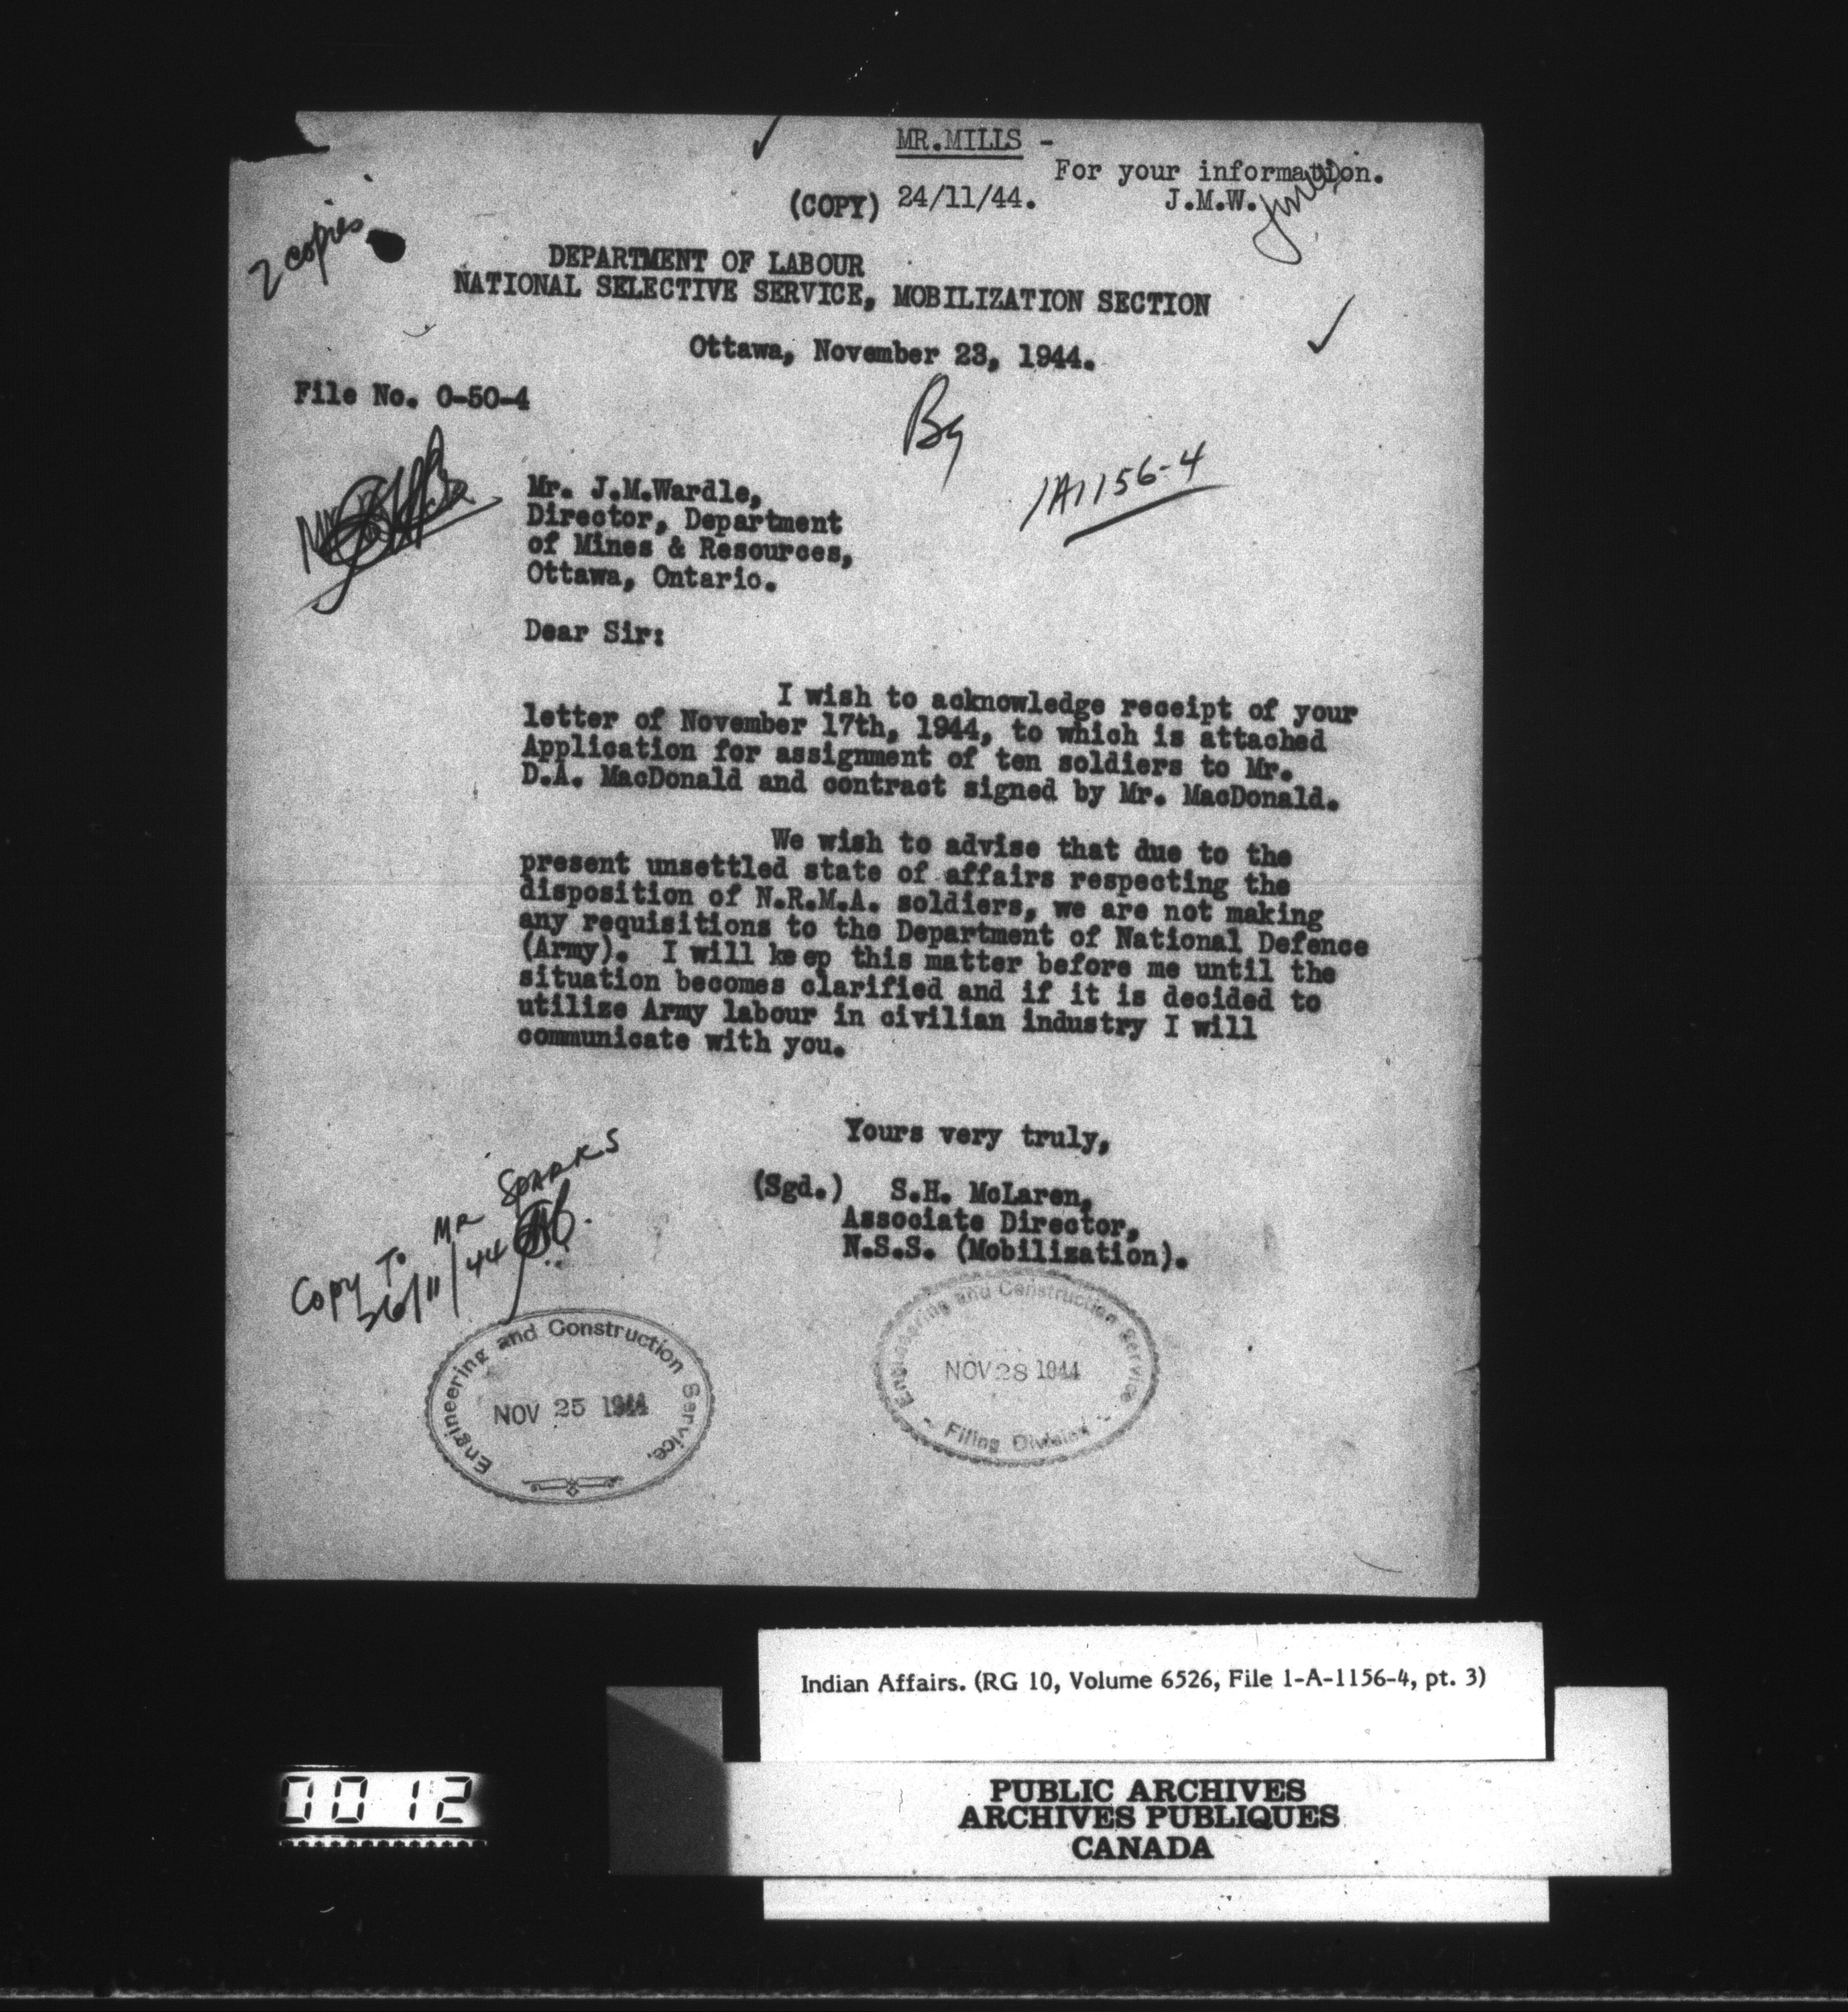 MR.MILLS -
For your information.
(COPY) 24/11/44. J.M.W.
2 copies
DEPARTMENT OF LABOUR
NATIONAL SELECTIVE SERVICE, MOBILIZATION SECTION
Ottawa, November 23, 1944.
File No. 0-50-4
1A1156-4
Mr. J.M.Wardle,
Director, Department
of Mines & Resources,
Ottawa, Ontario.
Dear Sir:
I wish to acknowledge receipt of your
letter of November 17th, 1944, to which is attached
Application for assignment of ten soldiers to Mr.
D.A. MacDonald and contract signed by Mr. MacDonald.
We wish to advise that due to the
present unsettled state of affairs respecting the
disposition of N.R.M.A. soldiers, we are not making
any requisitions to the Department of National Defence
(Army). I will keep this matter before me until the
situation becomes clarified and if it is decided to
utilize Army labour in civilian industry I will
communicate with you.
Yours very truly,
(Sgd.) S.H. McLaren,
Associate Director,
N.S.S. (Mobilization).
Copy To MR SPARKS
26/11/44
Engineering and Construction Service.
NOV 25 1944
Engineering and Construction Service
NOV 28 1944
- Filing Division -
Indian Affairs. (RG 10, Volume 6526, File 1-A-1156-4, pt. 3)
0012
PUBLIC ARCHIVES
ARCHIVES PUBLIQUES
CANADA